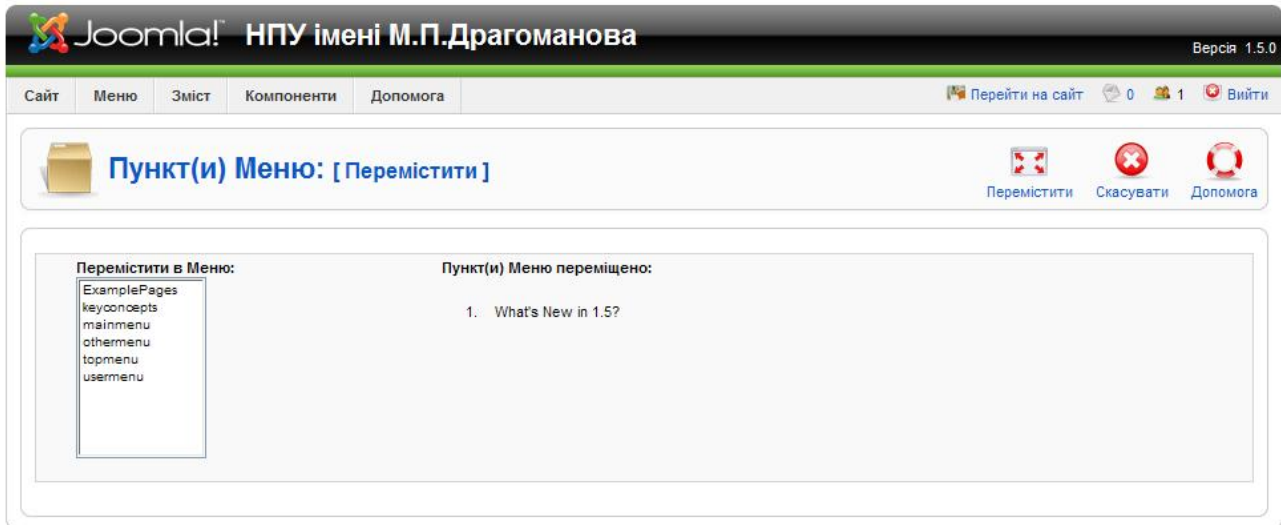 Joomla! НПУ імені М.П.Драгоманова
Версія 1.5.0
Сайт Меню Зміст Компоненти Допомога Перейти на сайт 0 1 Вийти
Пункт(и) Меню: [ Перемістити ]
Перемістити Скасувати Допомога
Перемістити в Меню: Пункт(и) Меню переміщено:
ExamplePages
keyconcepts
1. What's New in 1.5?
mainmenu
othermenu
topmenu
usermenu